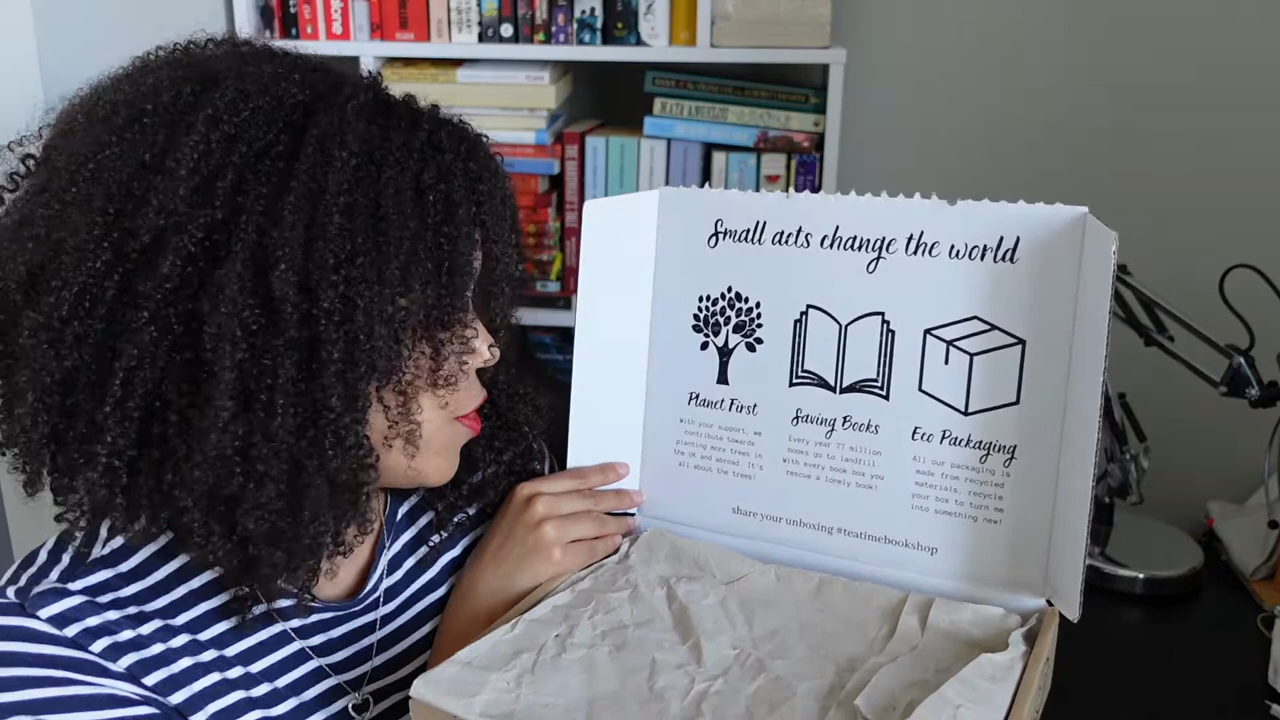 MAYA ANGELOU
Small acts change the world
Planet First
With your support, we
contribute towards
planting more trees in
the UK and abroad. It's
all about the trees!
Saving Books
Every year 77 million
books go to landfill.
With every book box you
rescue a lonely book!
Eco Packaging
All our packaging is
made from recycled
materials, recycle
your box to turn me
into something new!
share your unboxing #teatimebookshop